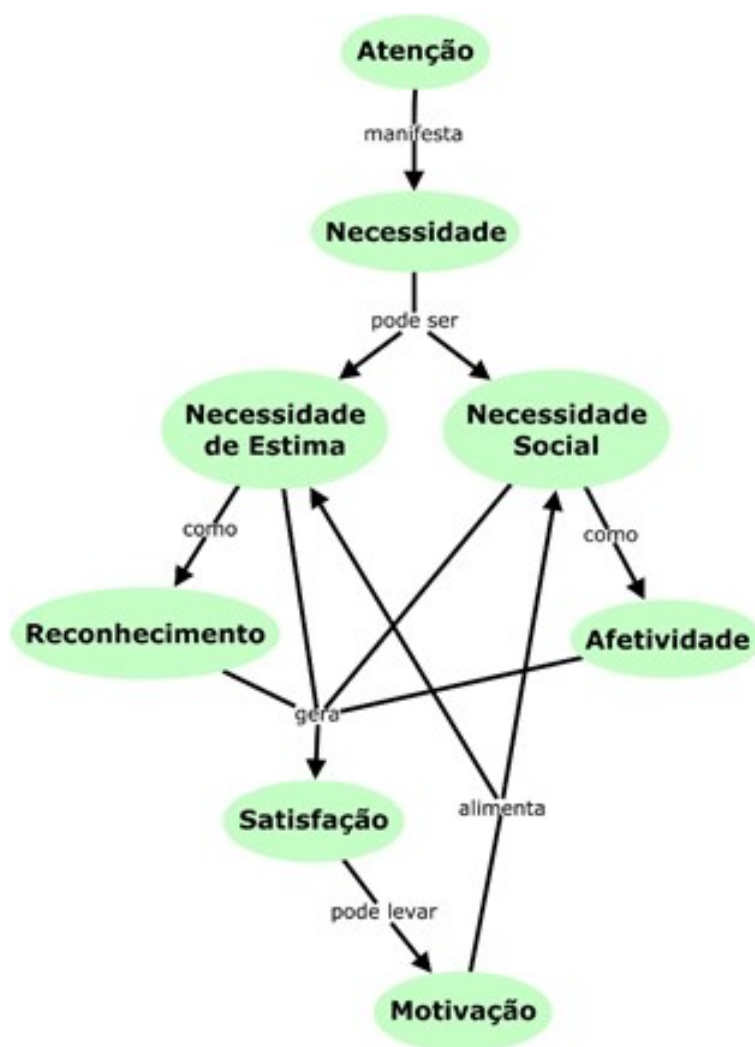 Atenção
manifesta
Necessidade
pode ser
Necessidade
de Estima
Necessidade
Social
como
como
Reconhecimento
Afetividade
gera
Satisfação
alimenta
pode levar
Motivação